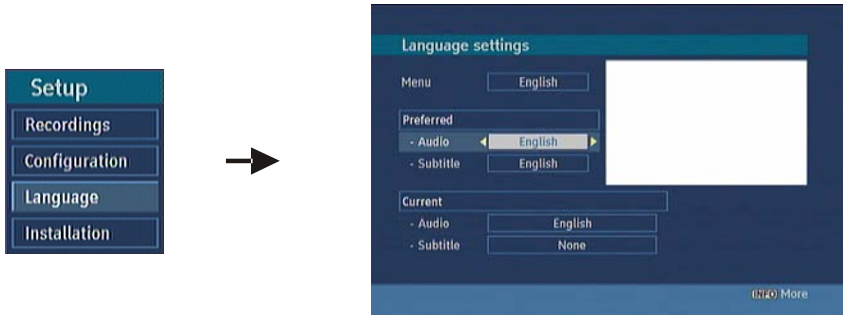 Setup
Recordings
Configuration
Language
Installation
Language settings
Menu English
Preferred
- Audio English
- Subtitle English
Current
- Audio English
- Subtitle None
INFO More